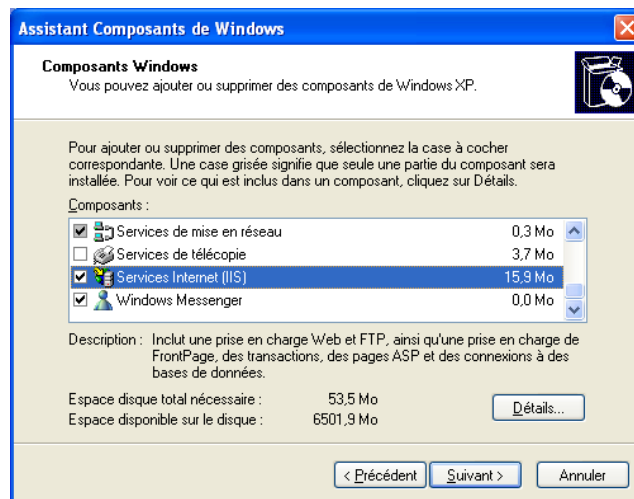 Assistant Composants de Windows
Composants Windows
Vous pouvez ajouter ou supprimer des composants de Windows XP.
Pour ajouter ou supprimer des composants, sélectionnez la case à cocher
correspondante. Une case grisée signifie que seule une partie du composant sera
installée. Pour voir ce qui est inclus dans un composant, cliquez sur Détails.
Composants :
Services de mise en réseau 0,3 Mo
Services de télécopie 3,7 Mo
Services Internet (IIS) 15,9 Mo
Windows Messenger 0,0 Mo
Description : Inclut une prise en charge Web et FTP, ainsi qu'une prise en charge de
FrontPage, des transactions, des pages ASP et des connexions à des
bases de données.
Espace disque total nécessaire : 53,5 Mo
Espace disponible sur le disque : 6501,9 Mo
Détails...
< Précédent Suivant > Annuler